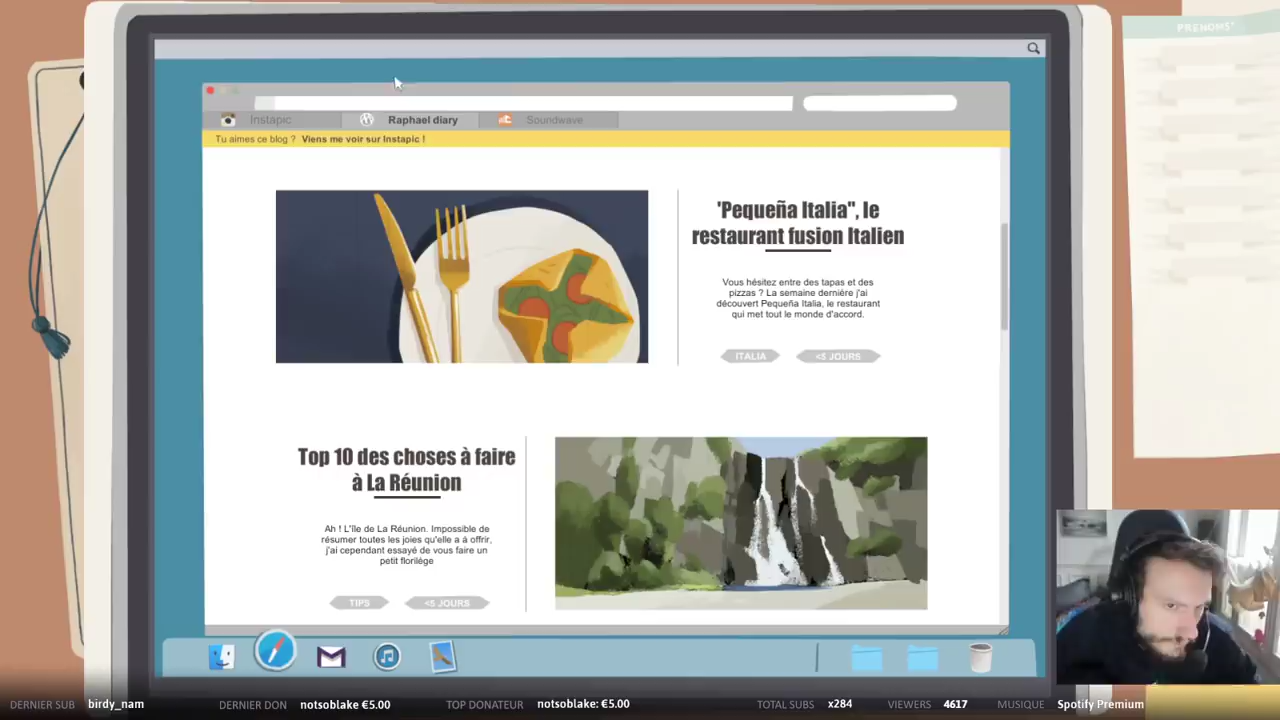 PRENOMS*
Instapic
Raphael diary
Soundwave
Tu aimes ce blog ? Viens me voir sur Instapic !
'Pequeña Italia", le
restaurant fusion Italien
Vous hésitez entre des tapas et des
pizzas ? La semaine dernière j'ai
découvert Pequeña Italia, le restaurant
qui met tout le monde d'accord.
ITALIA
<5 JOURS
Top 10 des choses à faire
à La Réunion
Ah ! L'île de La Réunion. Impossible de
résumer toutes les joies qu'elle a à offrir,
j'ai cependant essayé de vous faire un
petit florilège
TIPS
<5 JOURS
DERNIER SUB birdy_nam
DERNIER DON notsoblake €5.00
TOP DONATEUR notsoblake: €5.00
TOTAL SUBS x284
VIEWERS 4617
MUSIQUE Spotify Premium